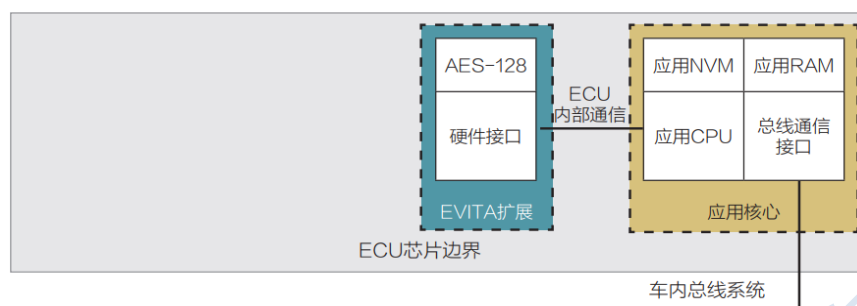 AES-128
硬件接口
EVITA扩展
ECU
内部通信
应用NVM
应用RAM
应用CPU
总线通信
接口
应用核心
ECU芯片边界
车内总线系统